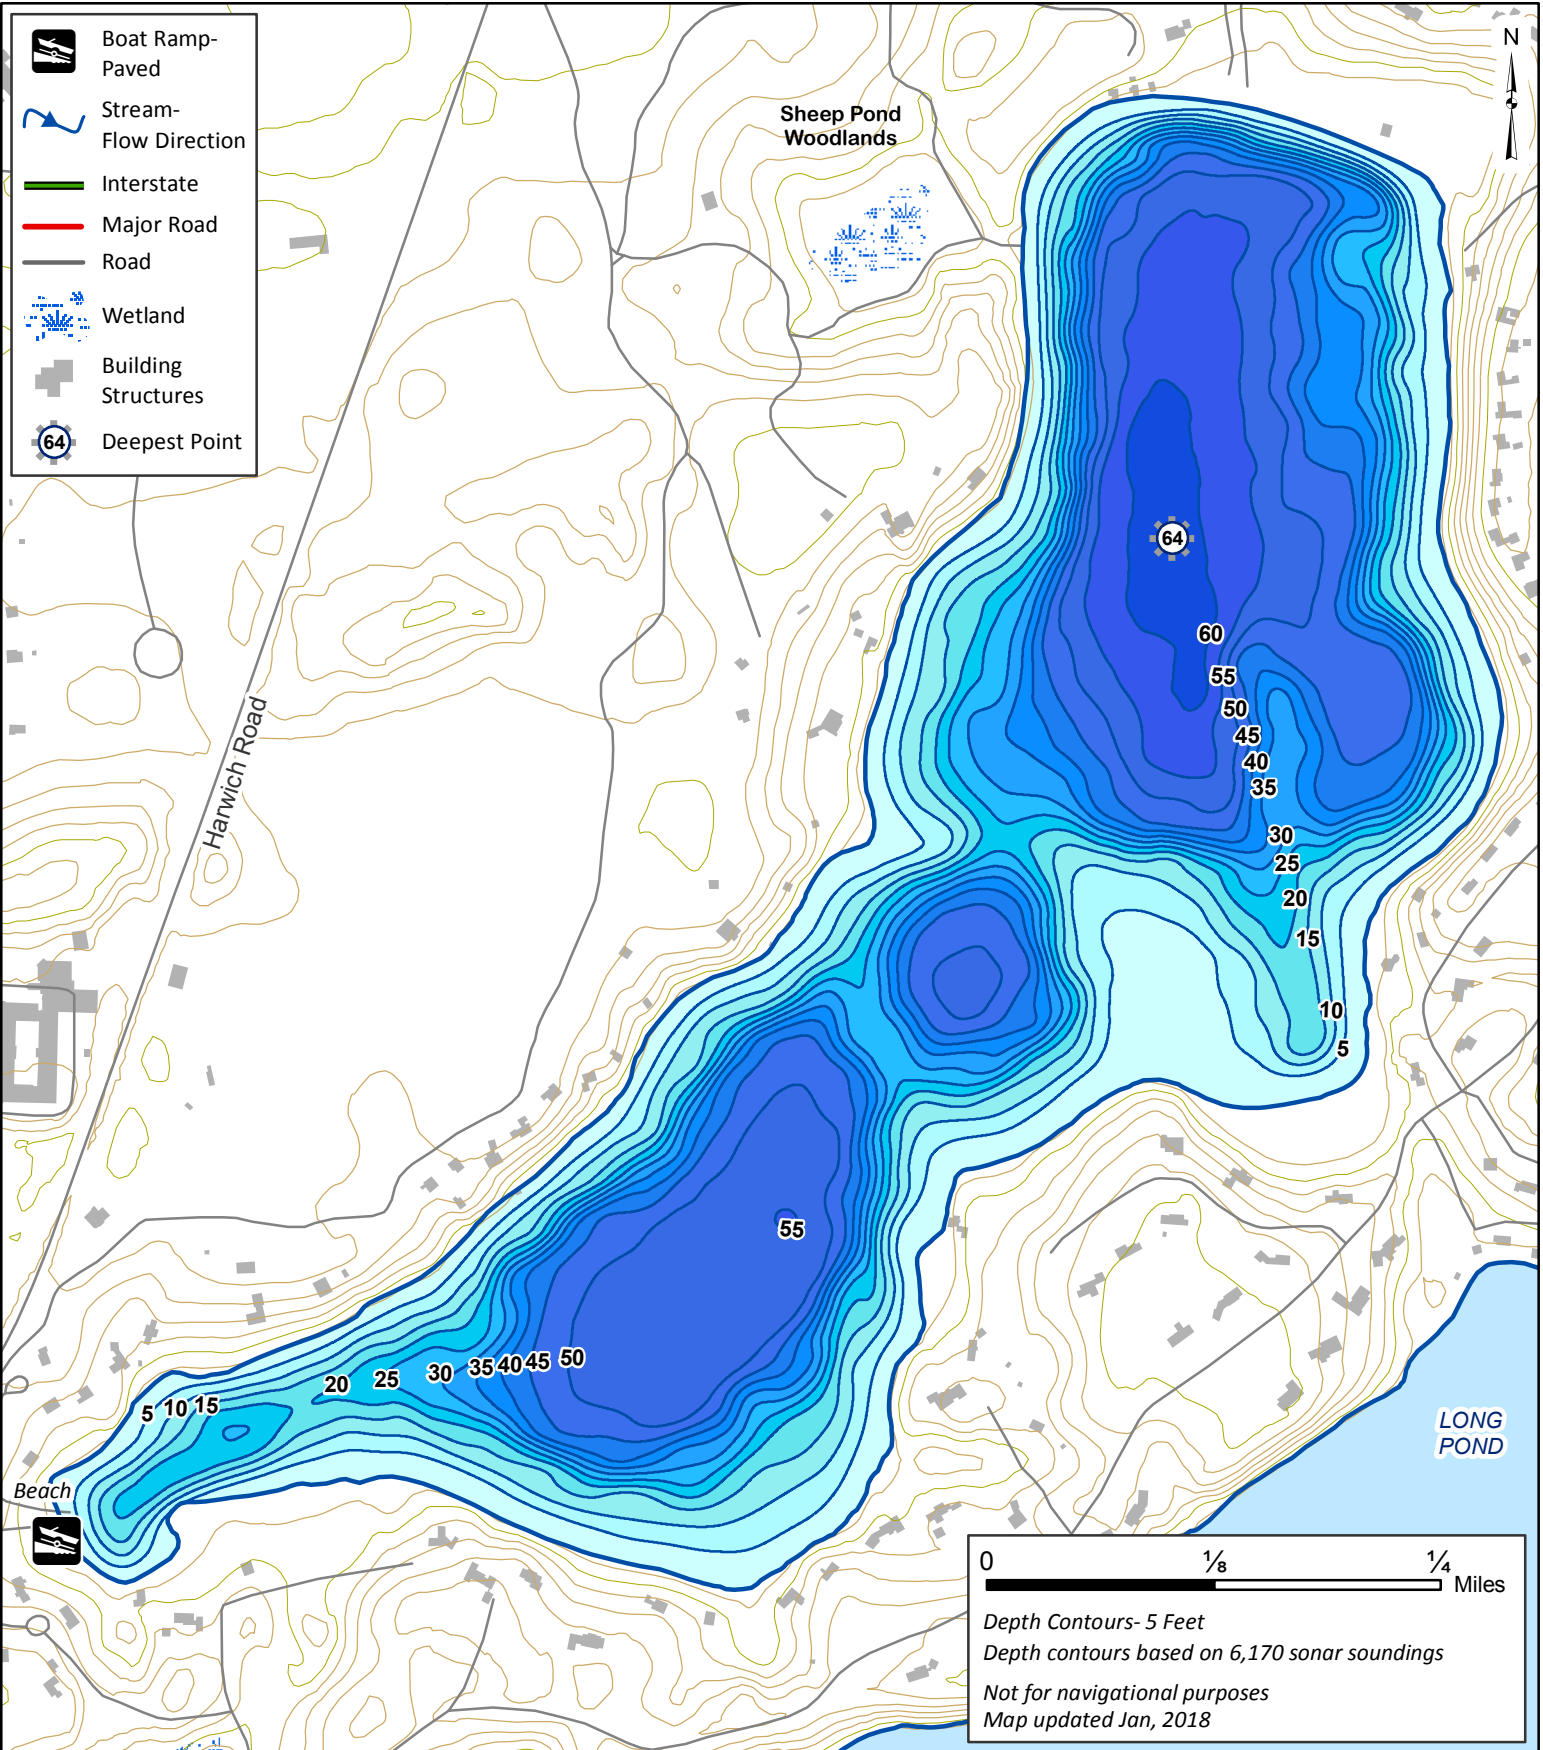 Boat Ramp-
Paved
Stream-
Flow Direction
Interstate
Major Road
Road
Wetland
Building
Structures
64
Deepest Point
N
Sheep Pond
Woodlands
Harwich Road
64
60
55
50
45
40
35
30
25
20
15
10
5
55
5 10 15 20 25 30 35 40 45 50
Beach
LONG
POND
0 ⅛ ¼
Miles
Depth Contours- 5 Feet
Depth contours based on 6,170 sonar soundings
Not for navigational purposes
Map updated Jan, 2018